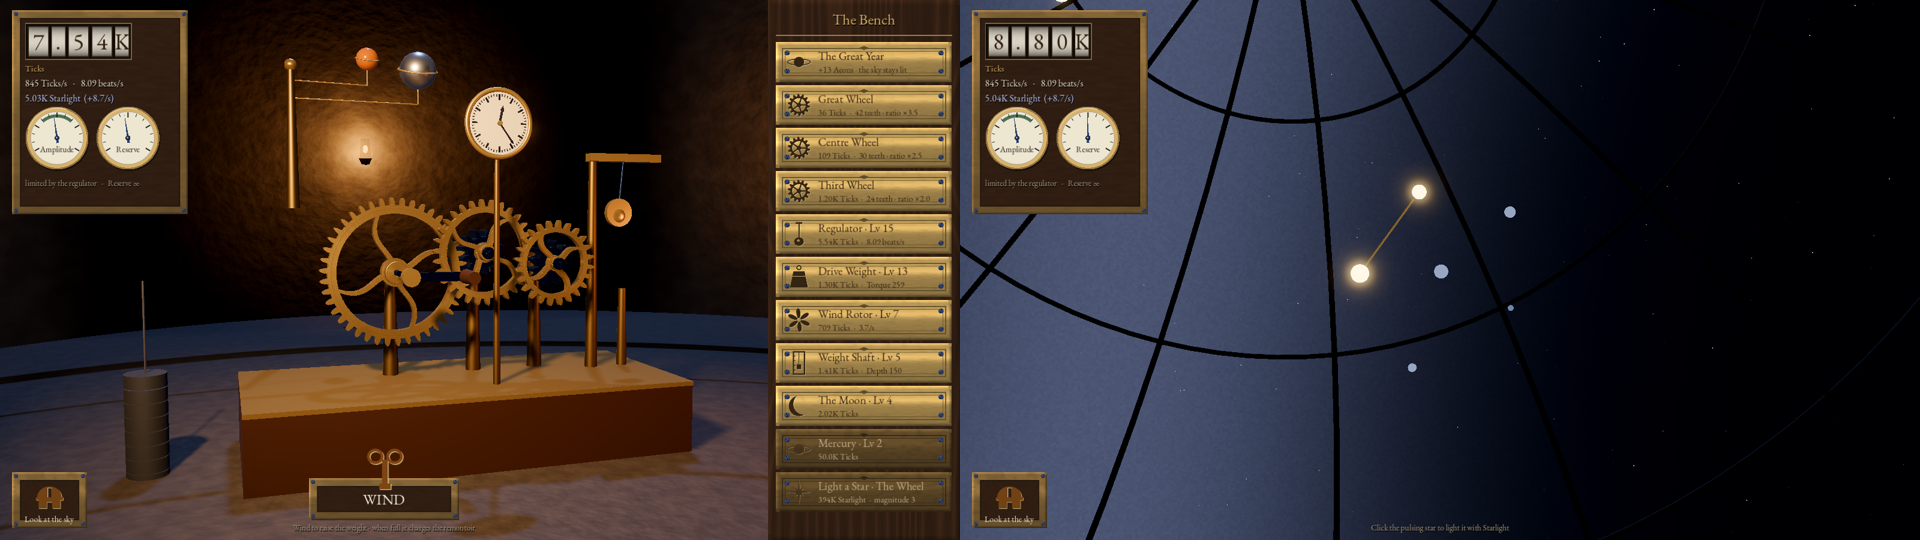 7.54K
Ticks
845 Ticks/s · 8.09 beats/s
5.03K Starlight (+8.7/s)
Amplitude
Reserve
limited by the regulator · Reserve ∞
Look at the sky
WIND
Wind to raise the weight · when full it charges the remontoir
The Bench
The Great Year
+13 Aeons · the sky stays lit
Great Wheel
36 Ticks · 42 teeth · ratio ×3.5
Centre Wheel
109 Ticks · 30 teeth · ratio ×2.5
Third Wheel
1.20K Ticks · 24 teeth · ratio ×2.0
Regulator · Lv 15
5.54K Ticks · 8.09 beats/s
Drive Weight · Lv 13
1.30K Ticks · Torque 259
Wind Rotor · Lv 7
709 Ticks · 3.7/s
Weight Shaft · Lv 5
1.41K Ticks · Depth 150
The Moon · Lv 4
2.02K Ticks
Mercury · Lv 2
50.0K Ticks
Light a Star · The Wheel
394K Starlight · magnitude 3
8.80K
Ticks
845 Ticks/s · 8.09 beats/s
5.04K Starlight (+8.7/s)
Amplitude
Reserve
limited by the regulator · Reserve ∞
Look at the sky
Click the pulsing star to light it with Starlight